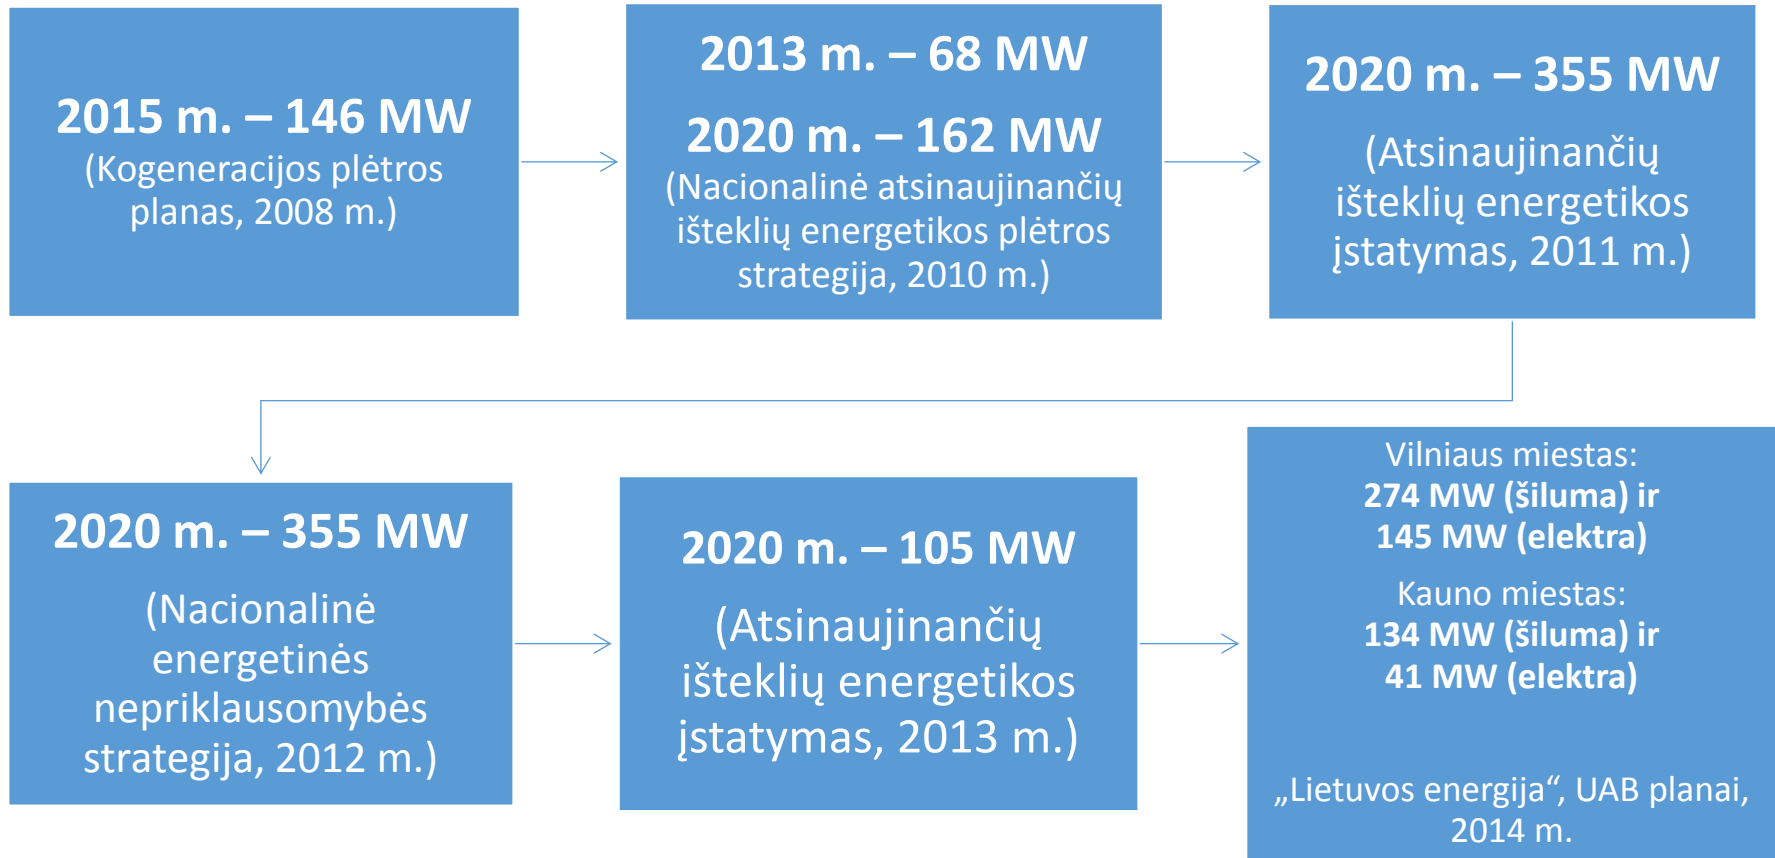 2015 m. – 146 MW
(Kogeneracijos plėtros
planas, 2008 m.)
2013 m. – 68 MW
2020 m. – 162 MW
(Nacionalinė atsinaujinančių
išteklių energetikos plėtros
strategija, 2010 m.)
2020 m. – 355 MW
(Atsinaujinančių
išteklių energetikos
įstatymas, 2011 m.)
2020 m. – 355 MW
(Nacionalinė
energetinės
nepriklausomybės
strategija, 2012 m.)
2020 m. – 105 MW
(Atsinaujinančių
išteklių energetikos
įstatymas, 2013 m.)
Vilniaus miestas:
274 MW (šiluma) ir
145 MW (elektra)
Kauno miestas:
134 MW (šiluma) ir
41 MW (elektra)
„Lietuvos energija“, UAB planai,
2014 m.